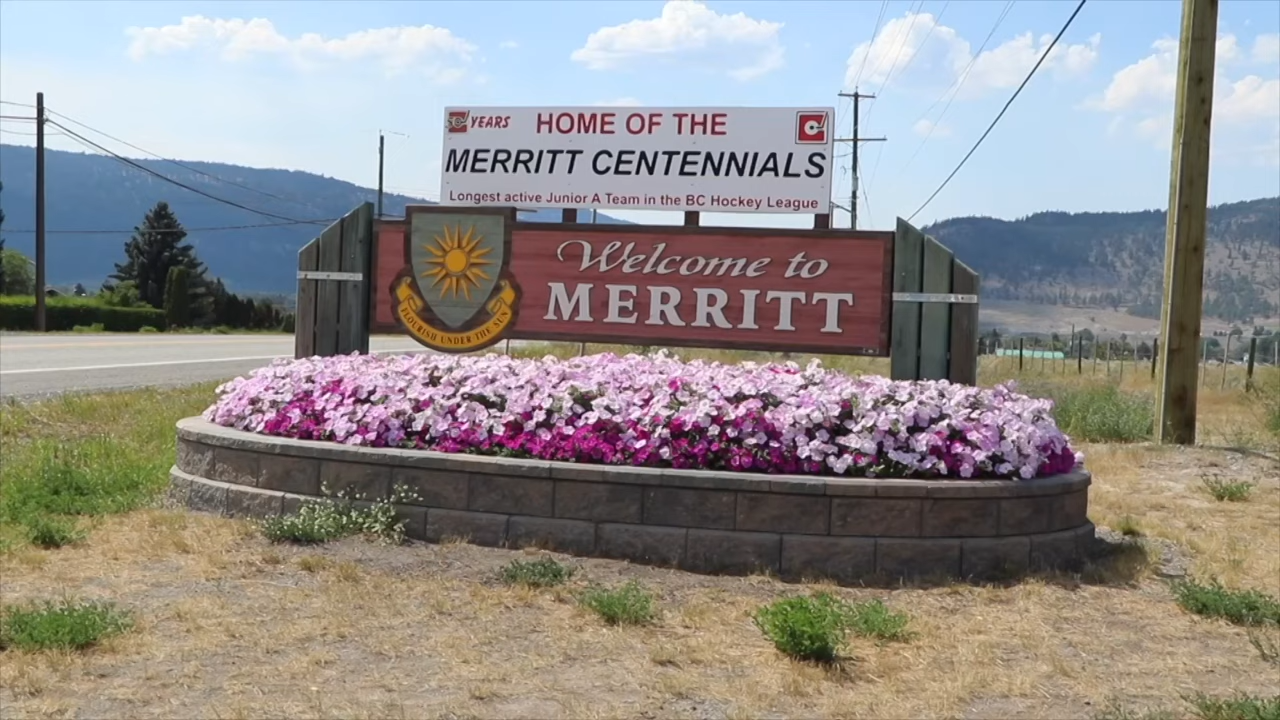 YEARS HOME OF THE
MERRITT CENTENNIALS
Longest active Junior A Team in the BC Hockey League
Welcome to
MERRITT
FLOURISH UNDER THE SUN